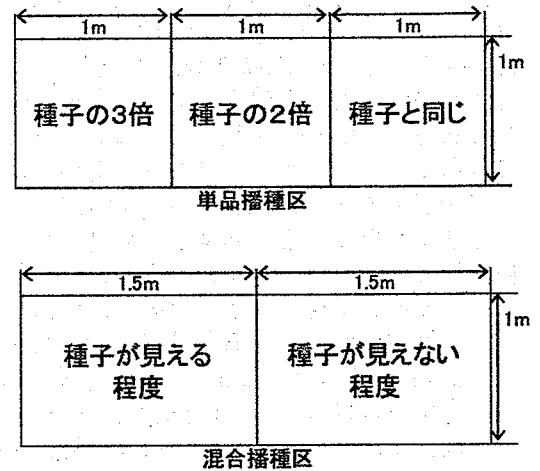 1m 1m 1m
1m
種子の3倍 種子の2倍 種子と同じ
単品播種区
1.5m 1.5m
1m
種子が見える
程度
種子が見えない
程度
混合播種区